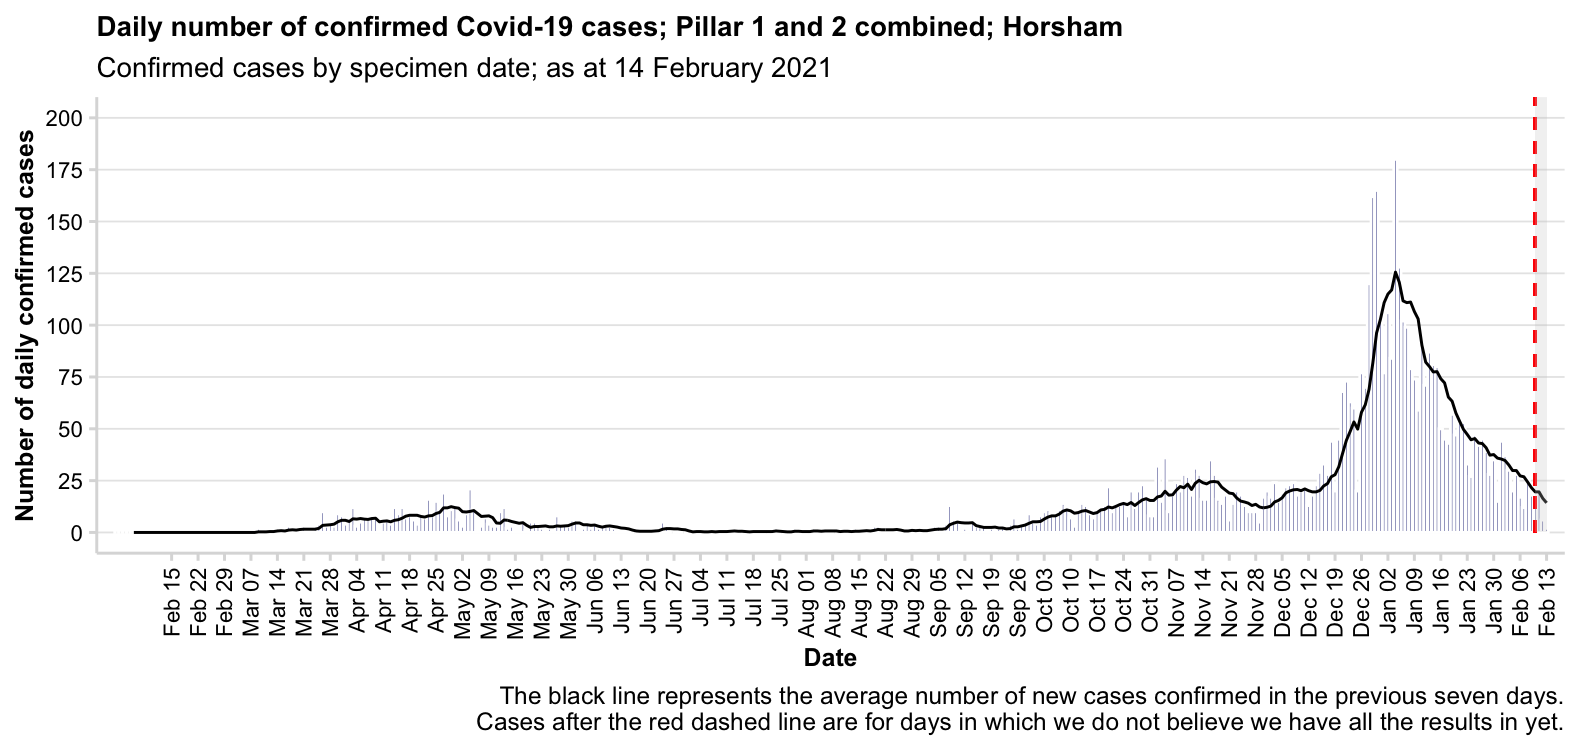 Daily number of confirmed Covid-19 cases; Pillar 1 and 2 combined; Horsham
Confirmed cases by specimen date; as at 14 February 2021
Number of daily confirmed cases
200
175
150
125
100
75
50
25
0
Feb 15
Feb 22
Feb 29
Mar 07
Mar 14
Mar 21
Mar 28
Apr 04
Apr 11
Apr 18
Apr 25
May 02
May 09
May 16
May 23
May 30
Jun 06
Jun 13
Jun 20
Jun 27
Jul 04
Jul 11
Jul 18
Jul 25
Aug 01
Aug 08
Aug 15
Aug 22
Aug 29
Sep 05
Sep 12
Sep 19
Sep 26
Oct 03
Oct 10
Oct 17
Oct 24
Oct 31
Nov 07
Nov 14
Nov 21
Nov 28
Dec 05
Dec 12
Dec 19
Dec 26
Jan 02
Jan 09
Jan 16
Jan 23
Jan 30
Feb 06
Feb 13
Date
The black line represents the average number of new cases confirmed in the previous seven days.
Cases after the red dashed line are for days in which we do not believe we have all the results in yet.